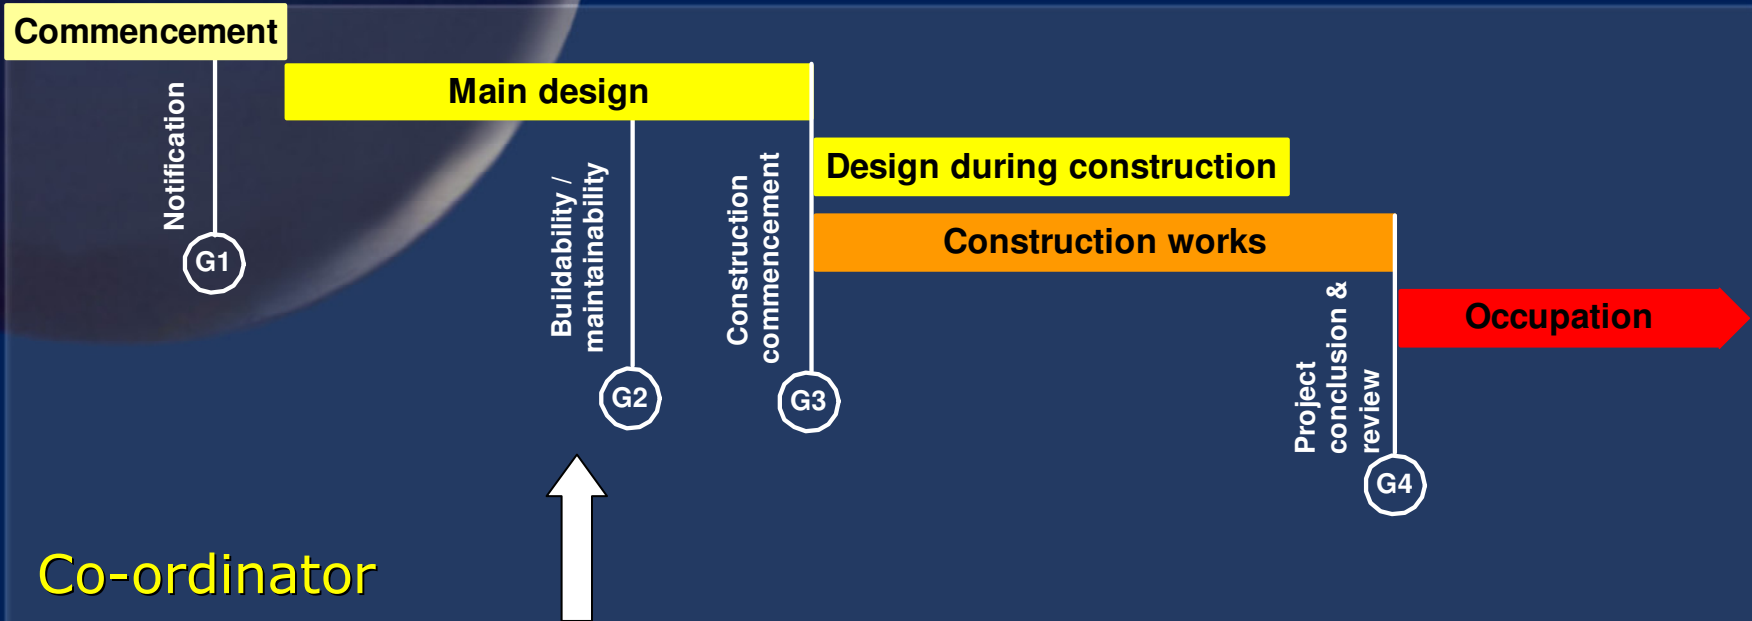 Commencement
Main design
Notification
Design during construction
Buildability /
maintainability
Construction
commencement
Construction works
G1
Project
conclusion &
review
Occupation
G2
G3
G4
Co-ordinator